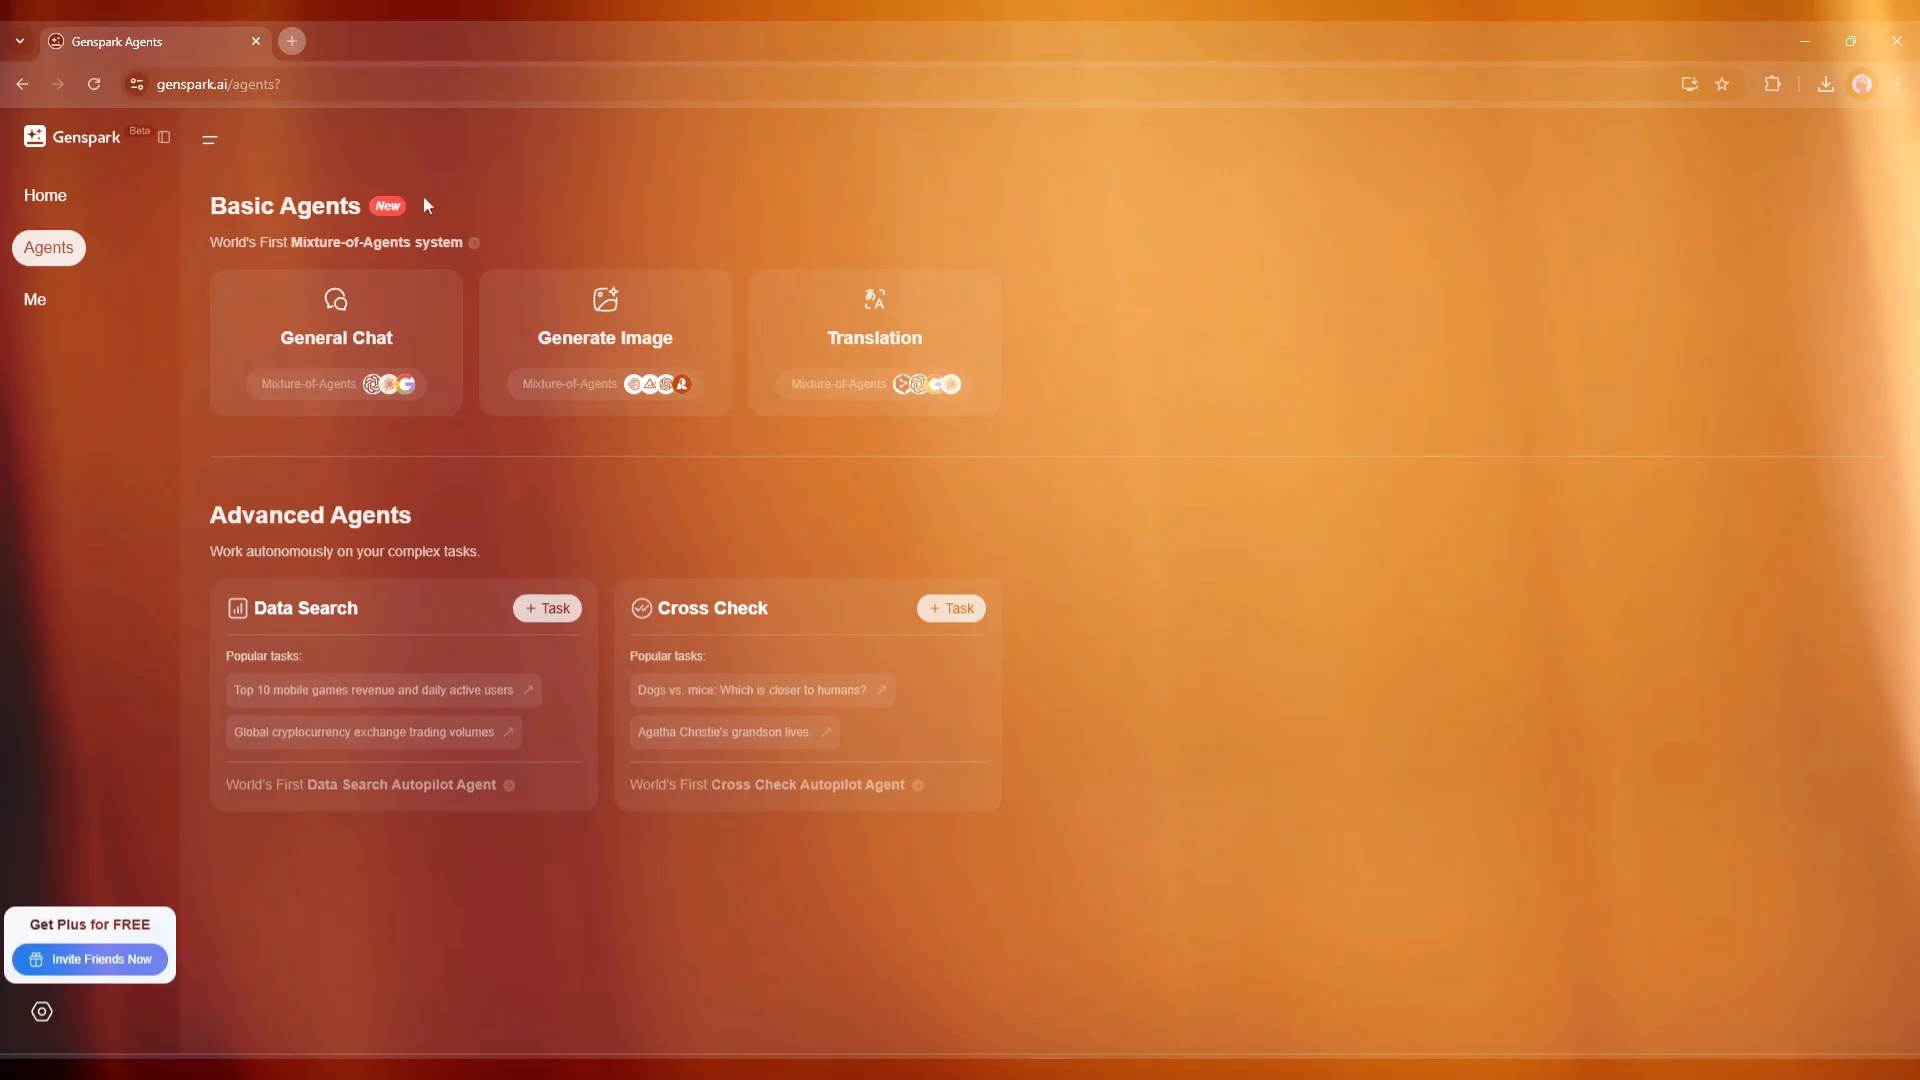 Genspark Agents
genspark.ai/agents?
Genspark Beta
Home
Agents
Me
Basic Agents New
World's First Mixture-of-Agents system
General Chat
Mixture-of-Agents
Generate Image
Mixture-of-Agents
Translation
Mixture-of-Agents
Advanced Agents
Work autonomously on your complex tasks.
Data Search
+ Task
Popular tasks:
Top 10 mobile games revenue and daily active users
Global cryptocurrency exchange trading volumes
World's First Data Search Autopilot Agent
Cross Check
+ Task
Popular tasks:
Dogs vs. mice: Which is closer to humans?
Agatha Christie's grandson lives.
World's First Cross Check Autopilot Agent
Get Plus for FREE
Invite Friends Now